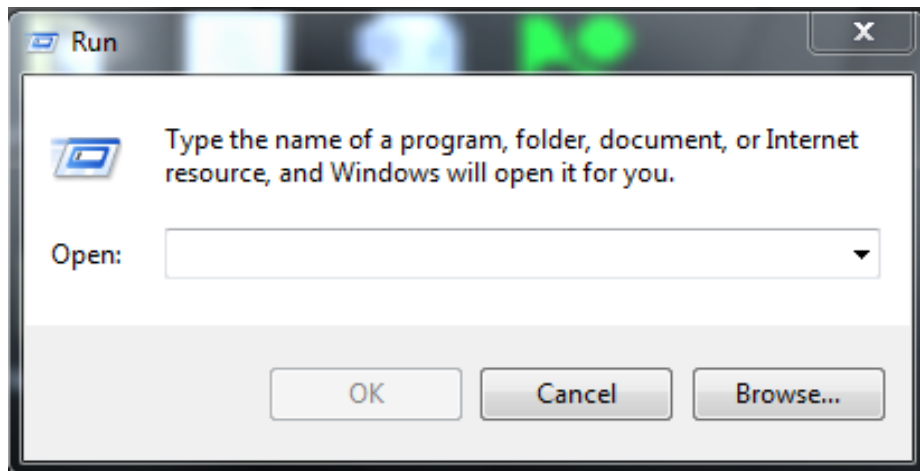 Run
Type the name of a program, folder, document, or Internet
resource, and Windows will open it for you.
Open:
OK
Cancel
Browse...